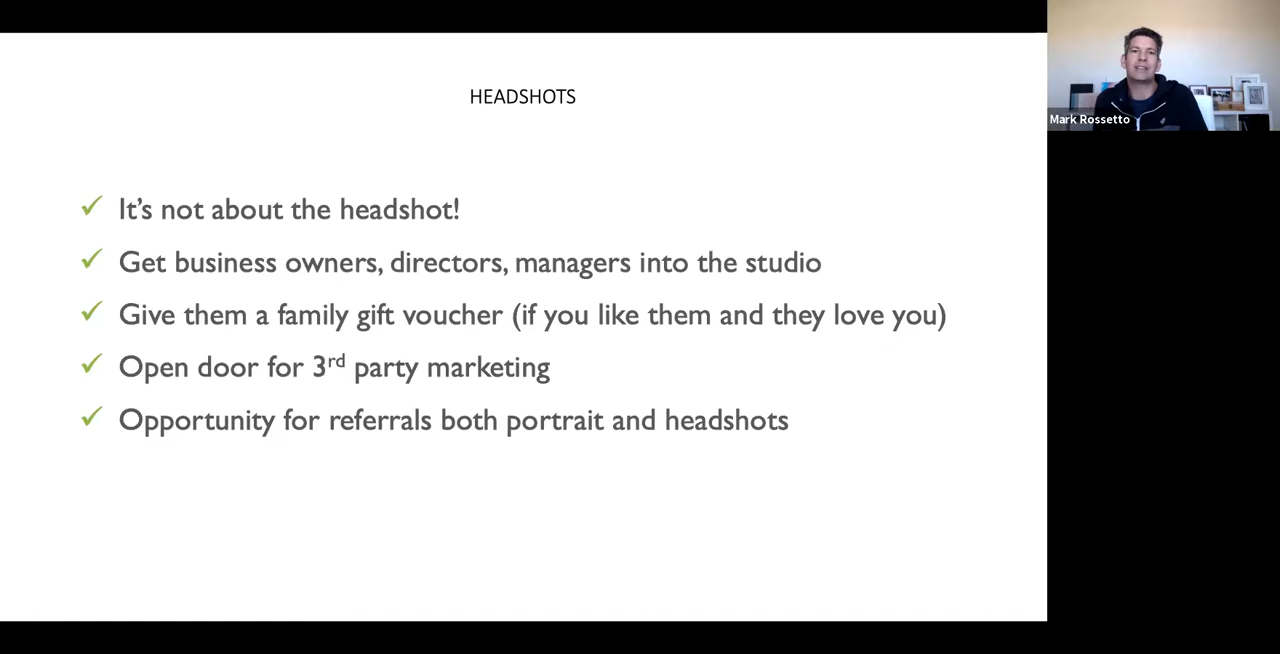 HEADSHOTS
It’s not about the headshot!
Get business owners, directors, managers into the studio
Give them a family gift voucher (if you like them and they love you)
Open door for 3rd party marketing
Opportunity for referrals both portrait and headshots
Mark Rossetto